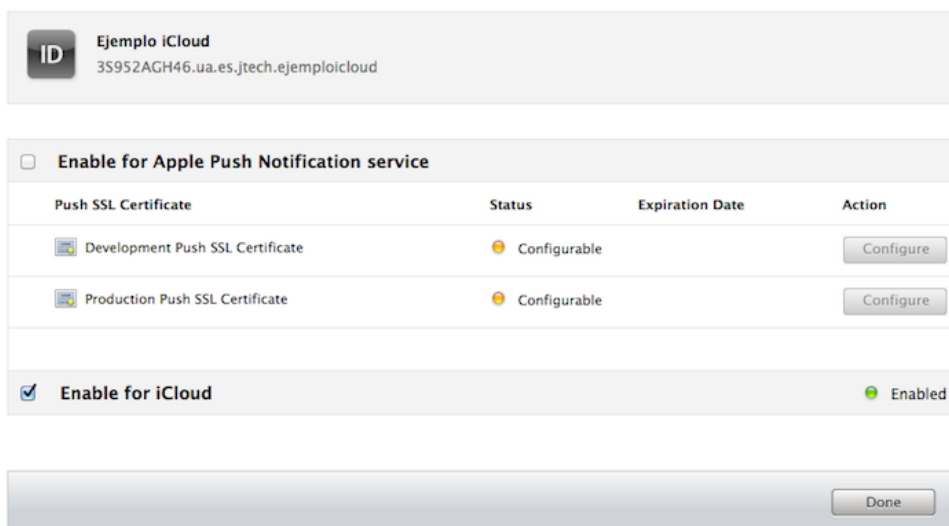 ID
Ejemplo iCloud
3S952AGH46.ua.es.jtech.ejemploicloud
Enable for Apple Push Notification service
Push SSL Certificate Status Expiration Date Action
Development Push SSL Certificate Configurable Configure
Production Push SSL Certificate Configurable Configure
Enable for iCloud Enabled
Done